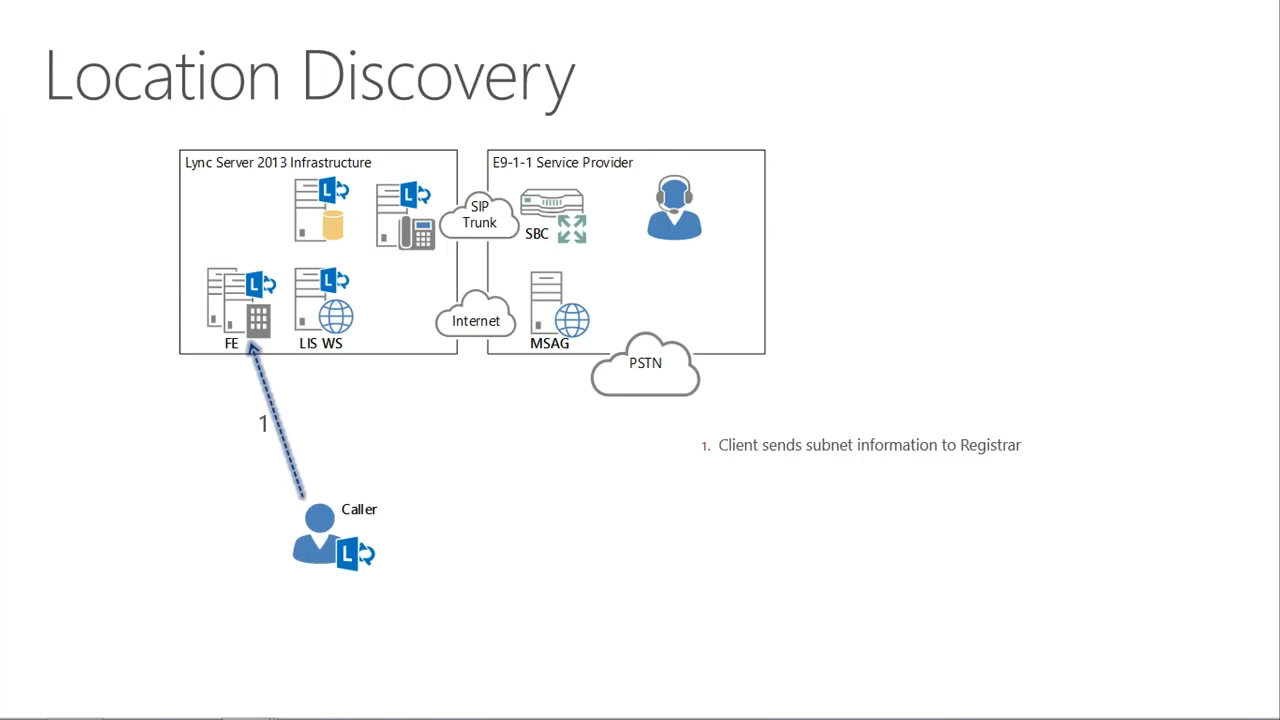 Location Discovery
Lync Server 2013 Infrastructure
E9-1-1 Service Provider
L
L
SIP
Trunk
SBC
L
L
Internet
FE
LIS WS
MSAG
PSTN
1
1. Client sends subnet information to Registrar
Caller
L